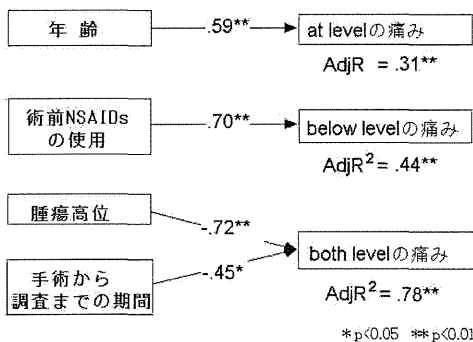 年 齢 .59** at levelの痛み
AdjR = .31**
術前NSAIDs
の使用 .70** below levelの痛み
AdjR² = .44**
腫瘍高位 -.72**
both levelの痛み
手術から
調査までの期間 -.45*
AdjR² = .78**
*p<0.05 **p<0.01